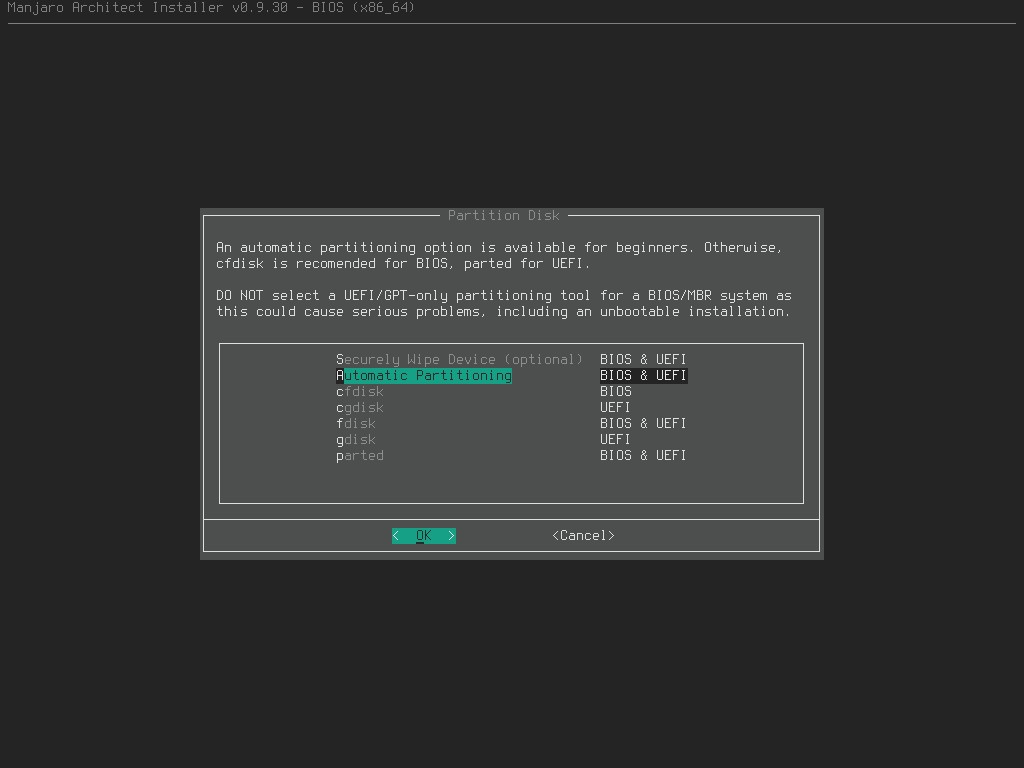 Manjaro Architect Installer v0.9.30 - BIOS (x86_64)
Partition Disk
An automatic partitioning option is available for beginners. Otherwise,
cfdisk is recomended for BIOS, parted for UEFI.
DO NOT select a UEFI/GPT-only partitioning tool for a BIOS/MBR system as
this could cause serious problems, including an unbootable installation.
Securely Wipe Device (optional) BIOS & UEFI
Automatic Partitioning BIOS & UEFI
cfdisk BIOS
cgdisk UEFI
fdisk BIOS & UEFI
gdisk UEFI
parted BIOS & UEFI
< OK > <Cancel>